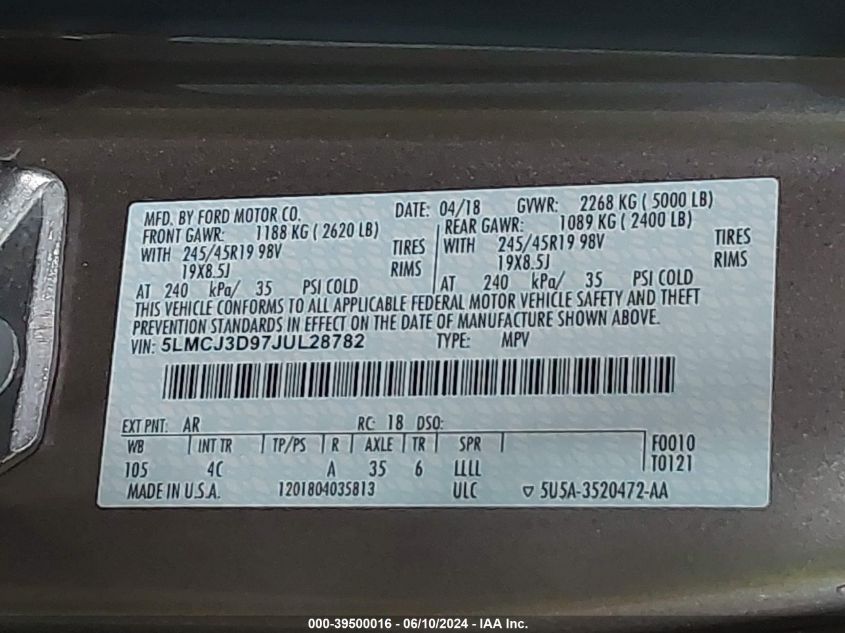 MFD. BY FORD MOTOR CO. DATE: 04/18 GVWR: 2268 KG ( 5000 LB)
FRONT GAWR: 1188 KG ( 2620 LB) REAR GAWR: 1089 KG ( 2400 LB)
WITH 245/45R19 98V TIRES WITH 245/45R19 98V TIRES
19X8.5J RIMS 19X8.5J RIMS
AT 240 kPa/ 35 PSI COLD AT 240 kPa/ 35 PSI COLD
THIS VEHICLE CONFORMS TO ALL APPLICABLE FEDERAL MOTOR VEHICLE SAFETY AND THEFT
PREVENTION STANDARDS IN EFFECT ON THE DATE OF MANUFACTURE SHOWN ABOVE.
VIN: 5LMCJ3D97JUL28782 TYPE: MPV
EXT PNT: AR RC: 18 DSO:
WB INT TR TP/PS R AXLE TR SPR F0010
105 4C A 35 6 LLLL T0121
MADE IN U.S.A. 1201804035813 ULC ▽ 5U5A-3520472-AA
000-39500016 - 06/10/2024 - IAA Inc.